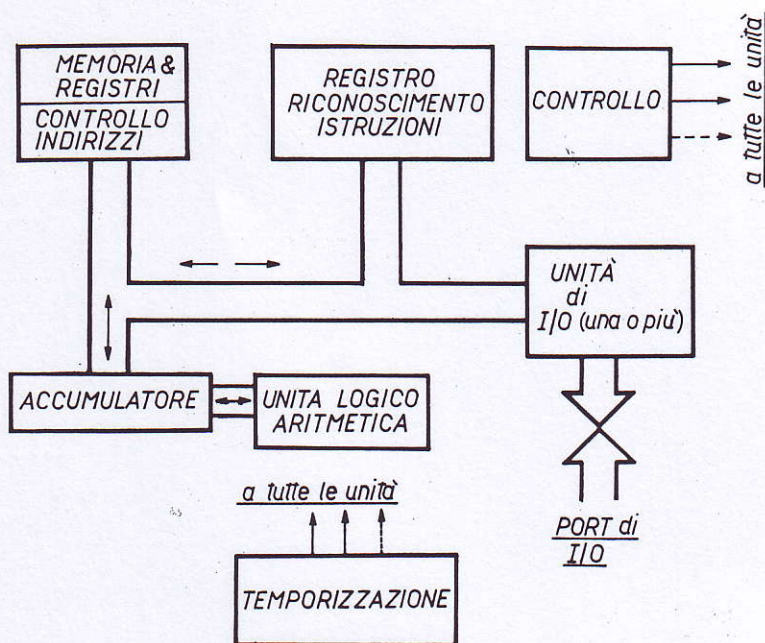 MEMORIA &
REGISTRI
CONTROLLO
INDIRIZZI
REGISTRO
RICONOSCIMENTO
ISTRUZIONI
CONTROLLO
a tutte le unità
UNITÀ
di
I/O (una o più)
ACCUMULATORE
UNITA LOGICO
ARITMETICA
a tutte le unità
PORT di
I/O
TEMPORIZZAZIONE